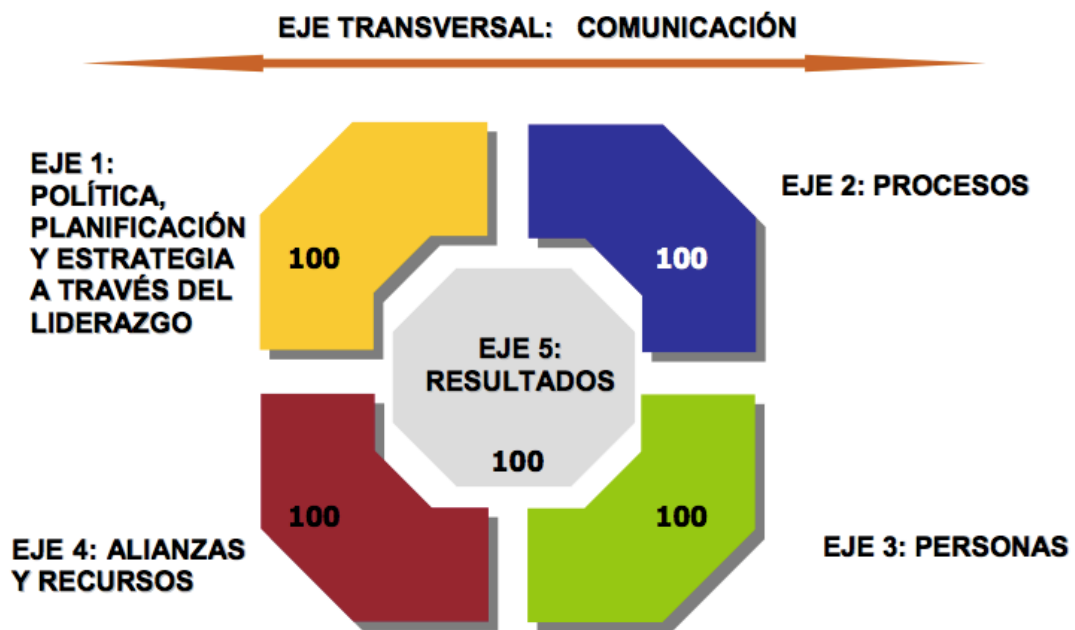 EJE TRANSVERSAL: COMUNICACIÓN
EJE 1:
POLÍTICA,
PLANIFICACIÓN
Y ESTRATEGIA
A TRAVÉS DEL
LIDERAZGO
100
100
EJE 2: PROCESOS
EJE 5:
RESULTADOS
100
EJE 4: ALIANZAS
Y RECURSOS
100
100
EJE 3: PERSONAS